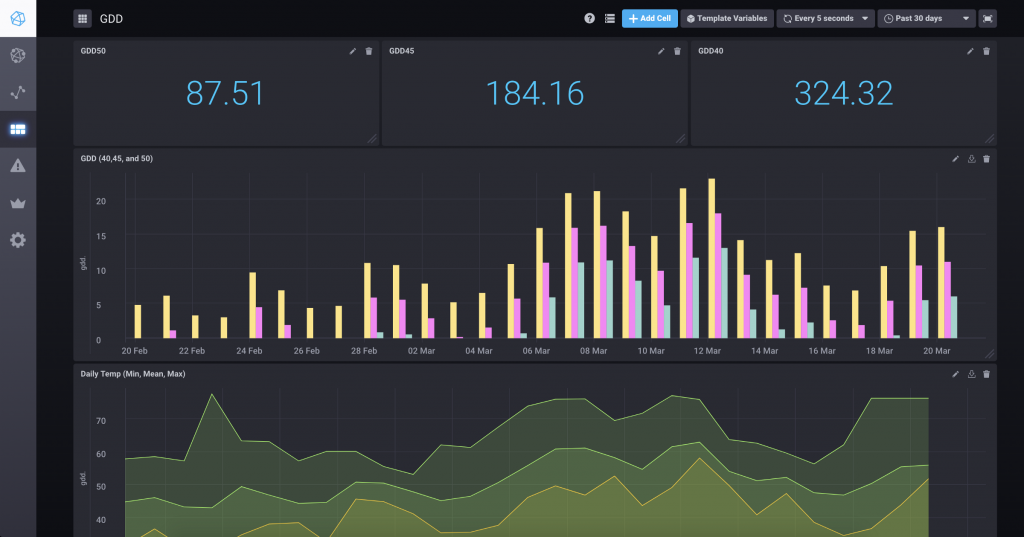 GDD
? Add Cell Template Variables Every 5 seconds Past 30 days
GDD50 GDD45 GDD40
87.51 184.16 324.32
GDD (40,45, and 50)
20
15
gdd.
10
5
0
20 Feb 22 Feb 24 Feb 26 Feb 28 Feb 02 Mar 04 Mar 06 Mar 08 Mar 10 Mar 12 Mar 14 Mar 16 Mar 18 Mar 20 Mar
Daily Temp (Min, Mean, Max)
70
60
gdd.
50
40